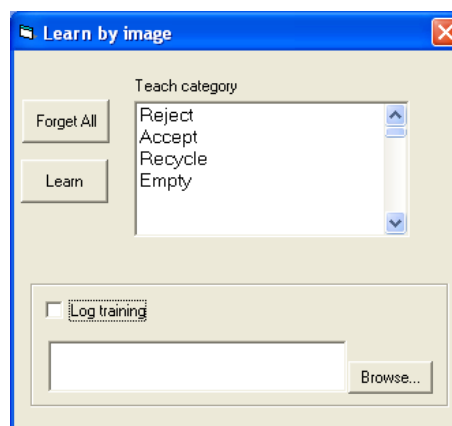 Learn by image
Teach category
Forget All
Learn
Reject
Accept
Recycle
Empty
Log training
Browse...